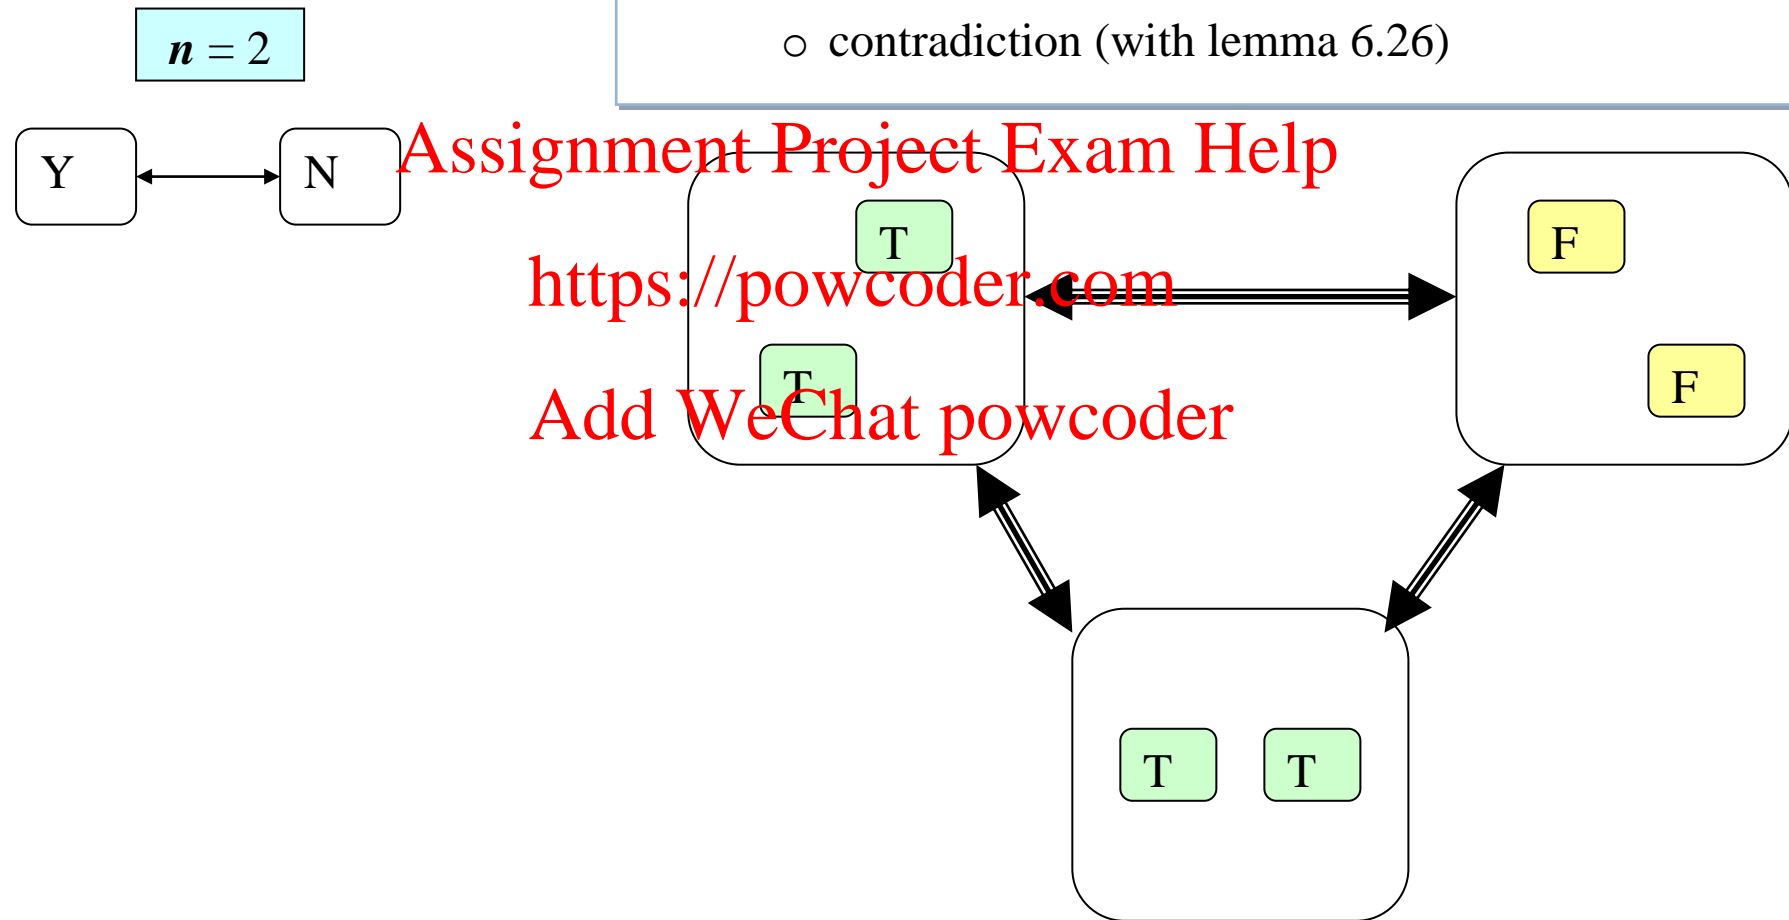 n = 2
o contradiction (with lemma 6.26)
Y
N
Assignment Project Exam Help
T
F
https://powcoder.com
T
F
Add WeChat powcoder
T
T